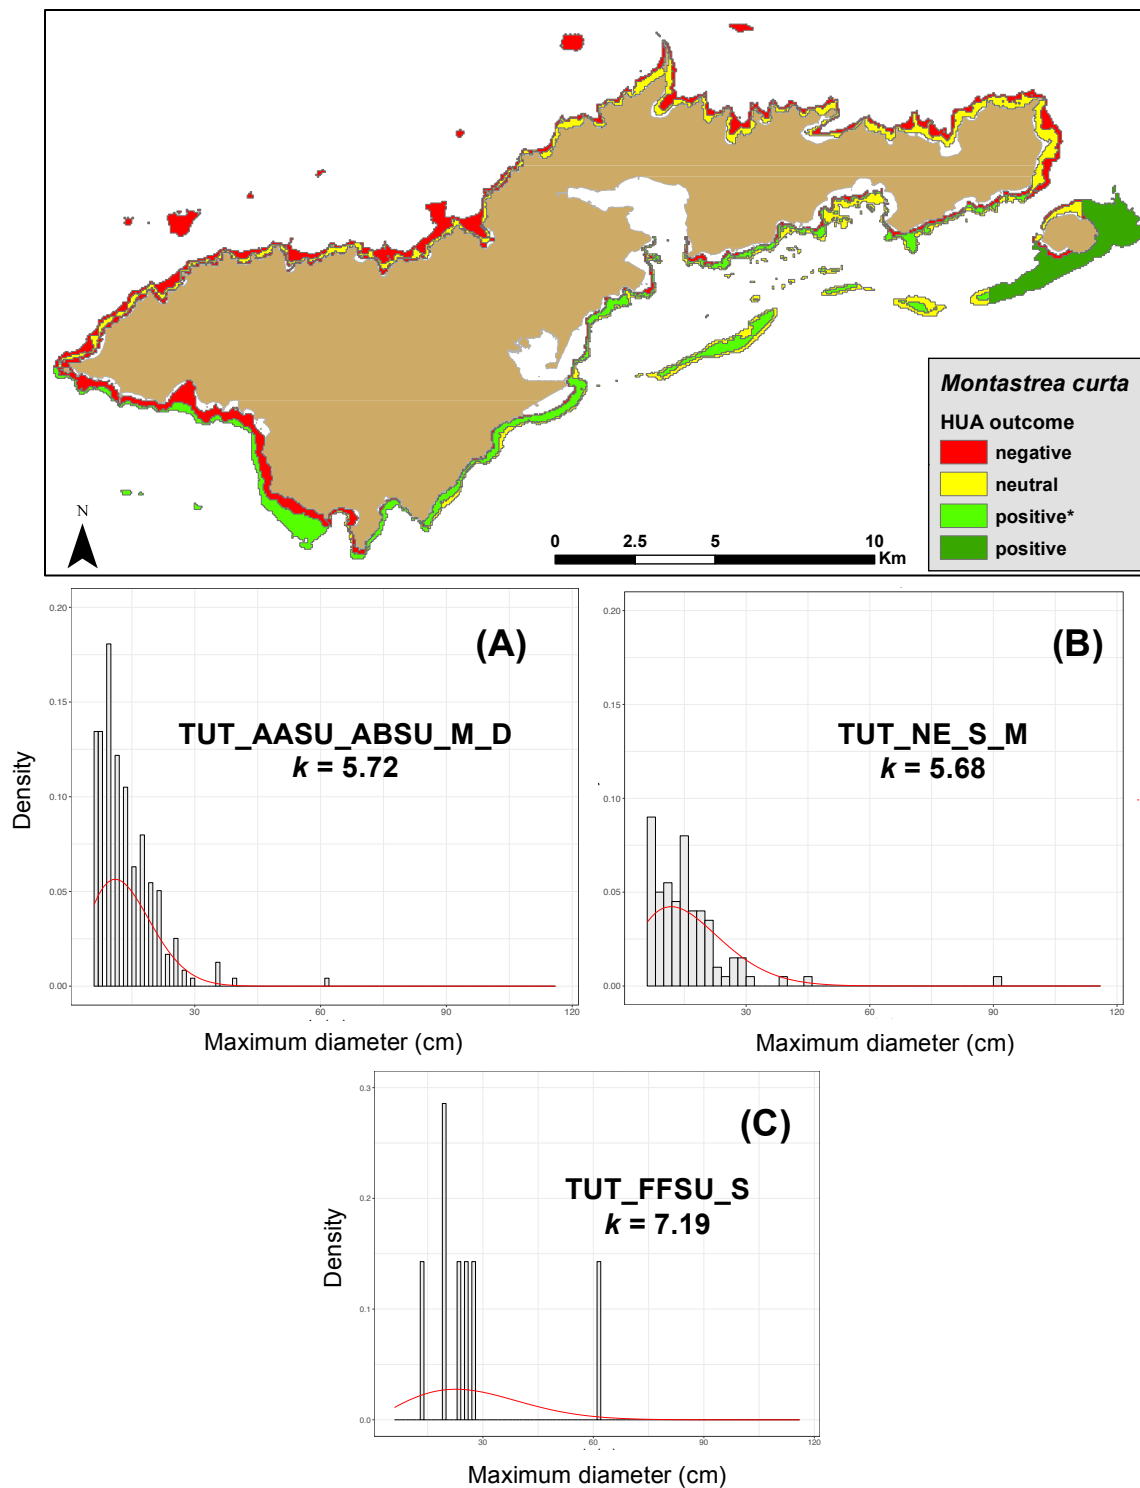 Montastrea curta
HUA outcome
negative
neutral
positive*
positive
N
0 2.5 5 10
Km
(A)
TUT_AASU_ABSU_M_D
k = 5.72
Density
0.20
0.15
0.10
0.05
0.00
30 60 90 120
Maximum diameter (cm)
(B)
TUT_NE_S_M
k = 5.68
0.20
0.15
0.10
0.05
0.00
30 60 90 120
Maximum diameter (cm)
(C)
TUT_FFSU_S
k = 7.19
Density
0.3
0.2
0.1
0.0
30 60 90 120
Maximum diameter (cm)